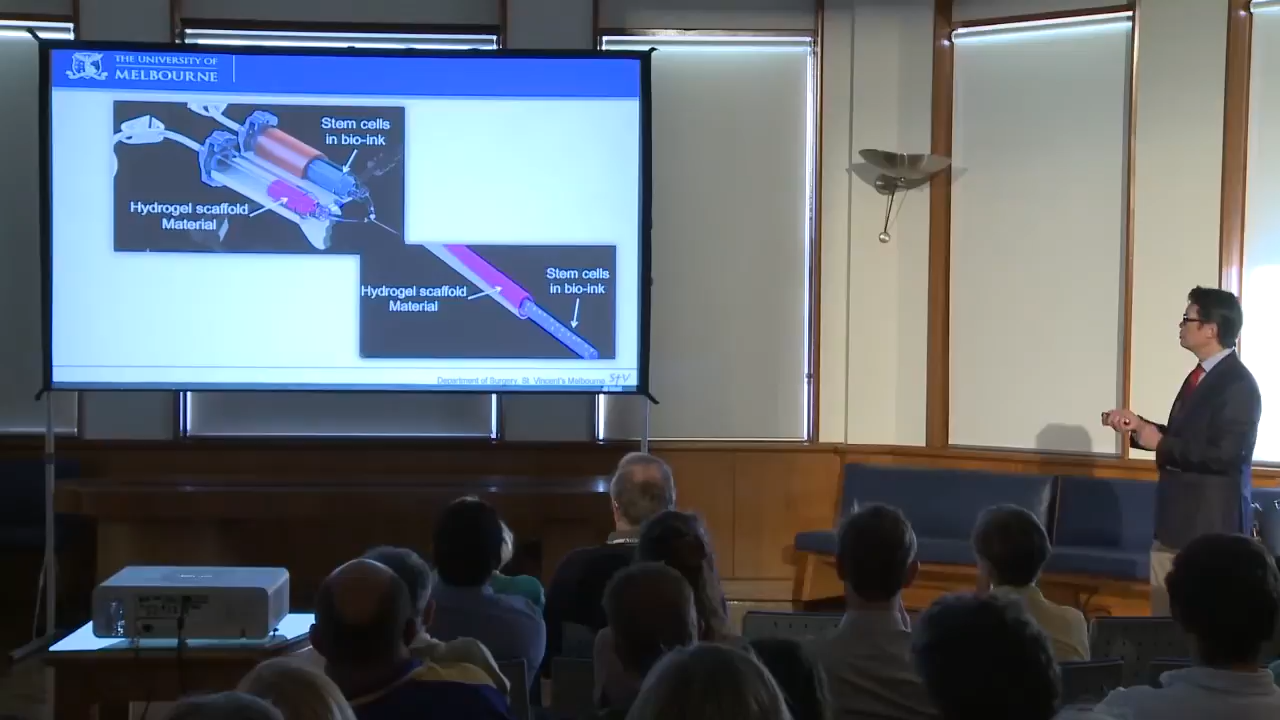 THE UNIVERSITY OF
MELBOURNE
Stem cells
in bio-ink
Hydrogel scaffold
Material
Stem cells
in bio-ink
Hydrogel scaffold
Material
Department of Surgery, St. Vincent's Melbourne